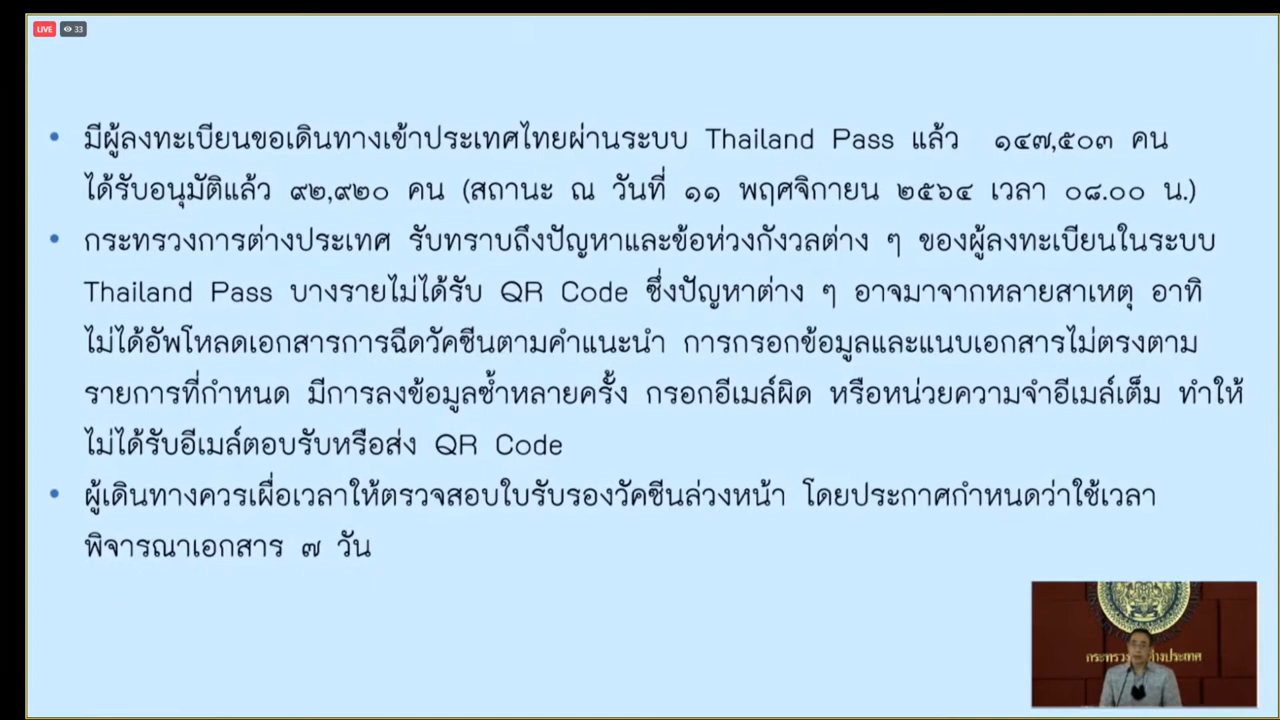 LIVE 33
• มีผู้ลงทะเบียนขอเดินทางเข้าประเทศไทยผ่านระบบ Thailand Pass แล้ว ๑๔๗,๕๐๓ คน
ได้รับอนุมัติแล้ว ๙๒,๙๒๐ คน (สถานะ ณ วันที่ ๑๑ พฤศจิกายน ๒๕๖๔ เวลา ๐๘.๐๐ น.)
• กระทรวงการต่างประเทศ รับทราบถึงปัญหาและข้อห่วงกังวลต่าง ๆ ของผู้ลงทะเบียนในระบบ
Thailand Pass บางรายไม่ได้รับ QR Code ซึ่งปัญหาต่าง ๆ อาจมาจากหลายสาเหตุ อาทิ
ไม่ได้อัพโหลดเอกสารการฉีดวัคซีนตามคำแนะนำ การกรอกข้อมูลและแนบเอกสารไม่ตรงตาม
รายการที่กำหนด มีการลงข้อมูลซ้ำหลายครั้ง กรอกอีเมล์ผิด หรือหน่วยความจำอีเมล์เต็ม ทำให้
ไม่ได้รับอีเมล์ตอบรับหรือส่ง QR Code
• ผู้เดินทางควรเผื่อเวลาให้ตรวจสอบใบรับรองวัคซีนล่วงหน้า โดยประกาศกำหนดว่าใช้เวลา
พิจารณาเอกสาร ๗ วัน
กระทรว ต่างประเทศ